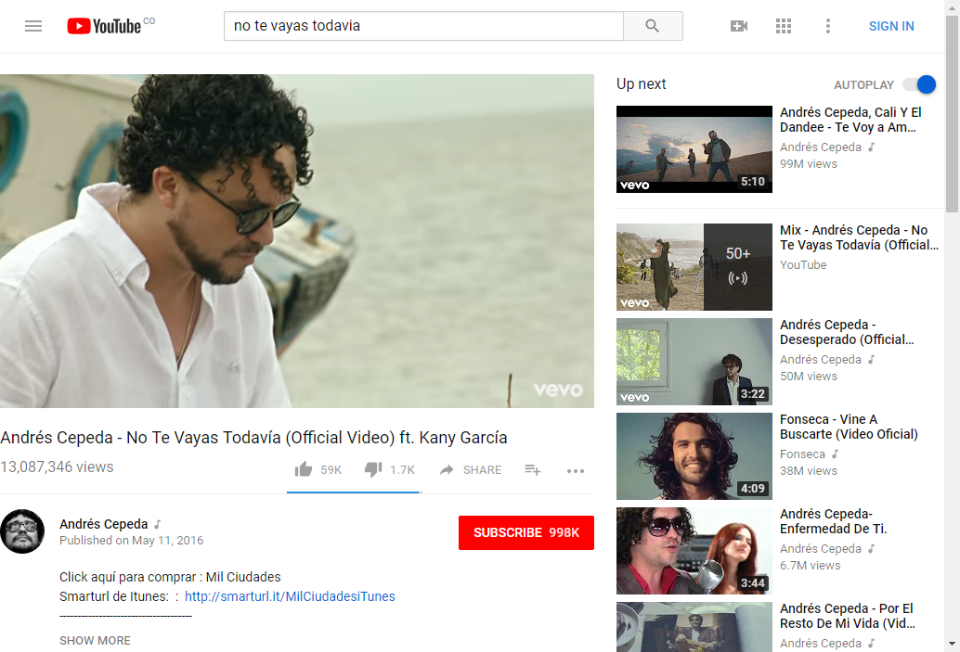 YouTube CO
no te vayas todavia
SIGN IN
vevo
Andrés Cepeda - No Te Vayas Todavía (Official Video) ft. Kany García
13,087,346 views
59K
1.7K
SHARE
Andrés Cepeda
Published on May 11, 2016
SUBSCRIBE 998K
Click aquí para comprar : Mil Ciudades
Smarturl de Itunes: : http://smarturl.it/MilCiudadesiTunes
------------------------------------
SHOW MORE
Up next
AUTOPLAY
vevo
5:10
Andrés Cepeda, Cali Y El
Dandee - Te Voy a Am...
Andrés Cepeda
99M views
50+
vevo
Mix - Andrés Cepeda - No
Te Vayas Todavía (Official...
YouTube
vevo
3:22
Andrés Cepeda -
Desesperado (Official...
Andrés Cepeda
50M views
4:09
Fonseca - Vine A
Buscarte (Video Oficial)
Fonseca
38M views
3:44
Andrés Cepeda-
Enfermedad De Ti.
Andrés Cepeda
6.7M views
Andrés Cepeda - Por El
Resto De Mi Vida (Vid...
Andrés Cepeda